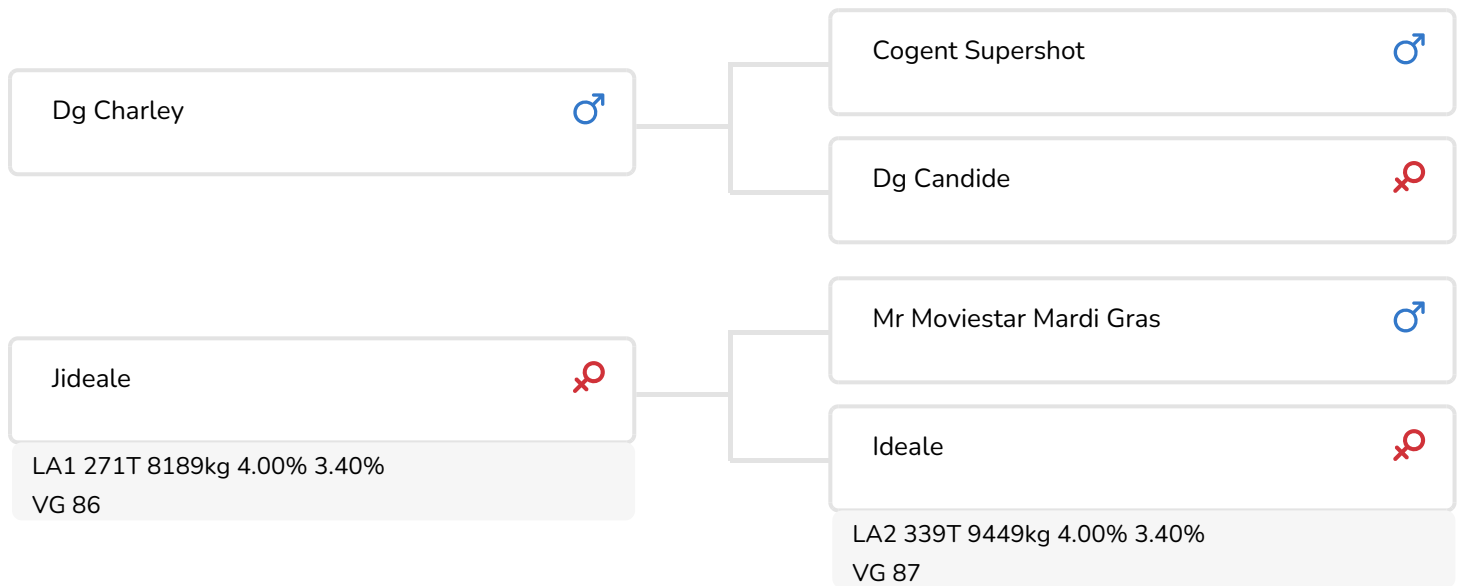 Cogent Supershot
Dg Charley
Dg Candide
Mr Moviestar Mardi Gras
Jideale
Ideale
LA1 271T 8189kg 4.00% 3.40%
VG 86
LA2 339T 9449kg 4.00% 3.40%
VG 87